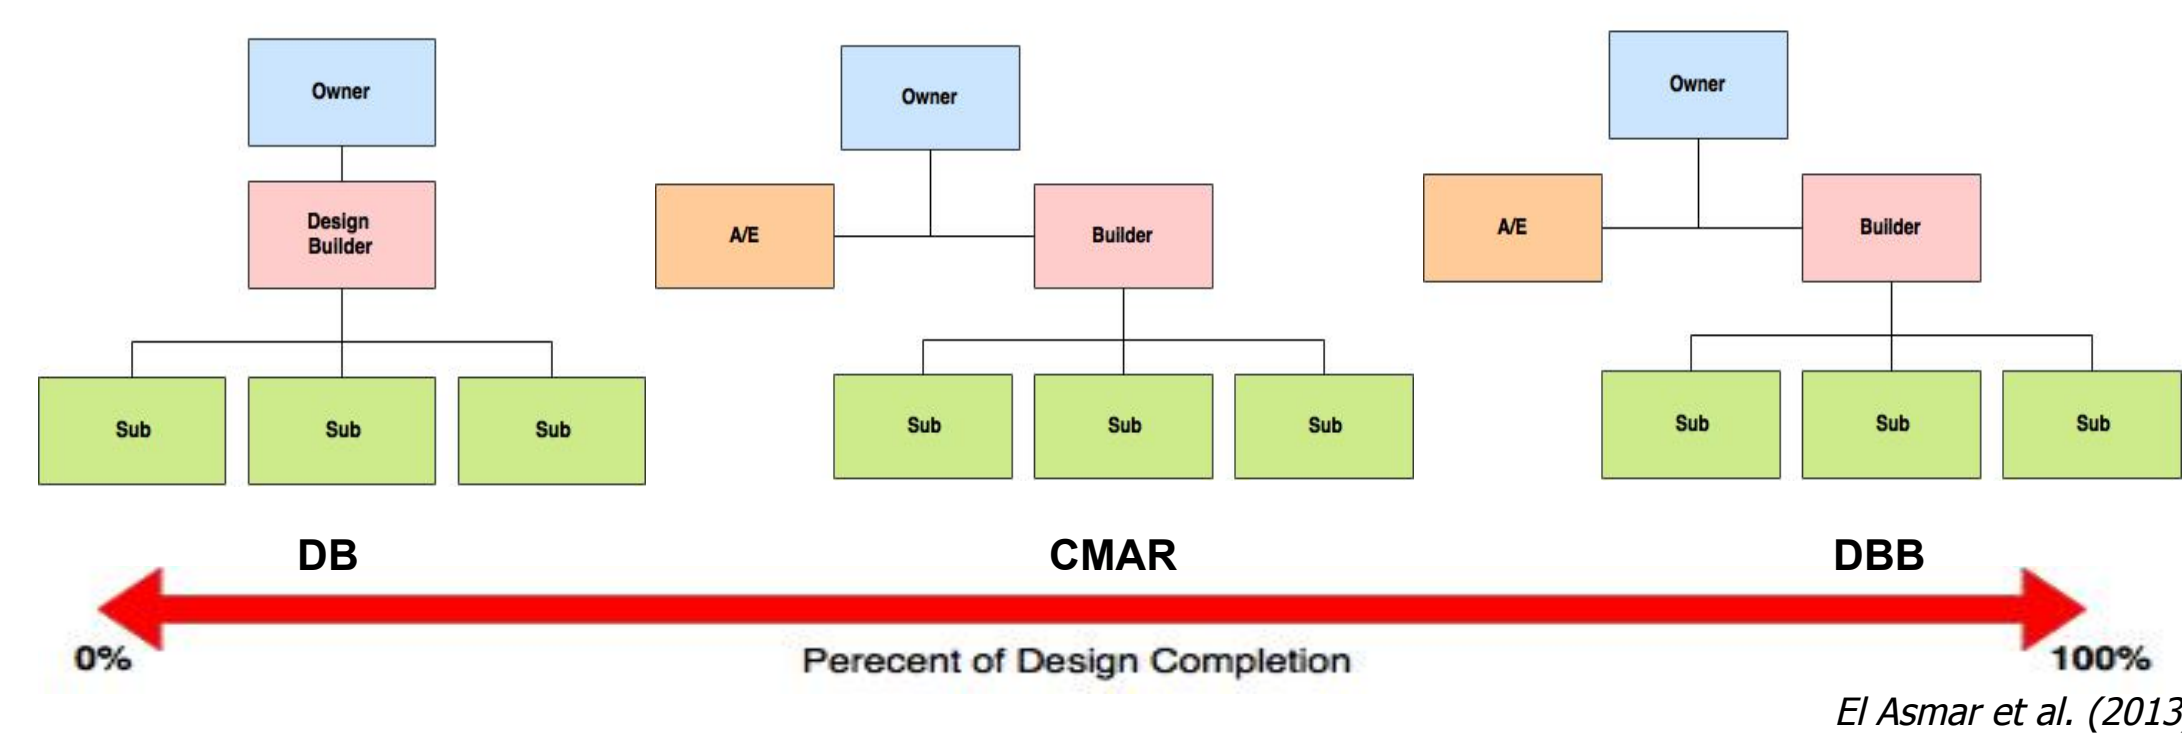 Owner
Design
Builder
Sub
Sub
Sub
DB
Owner
A/E
Builder
Sub
Sub
Sub
CMAR
Owner
A/E
Builder
Sub
Sub
Sub
DBB
0%
Perecent of Design Completion
100%
El Asmar et al. (2013)